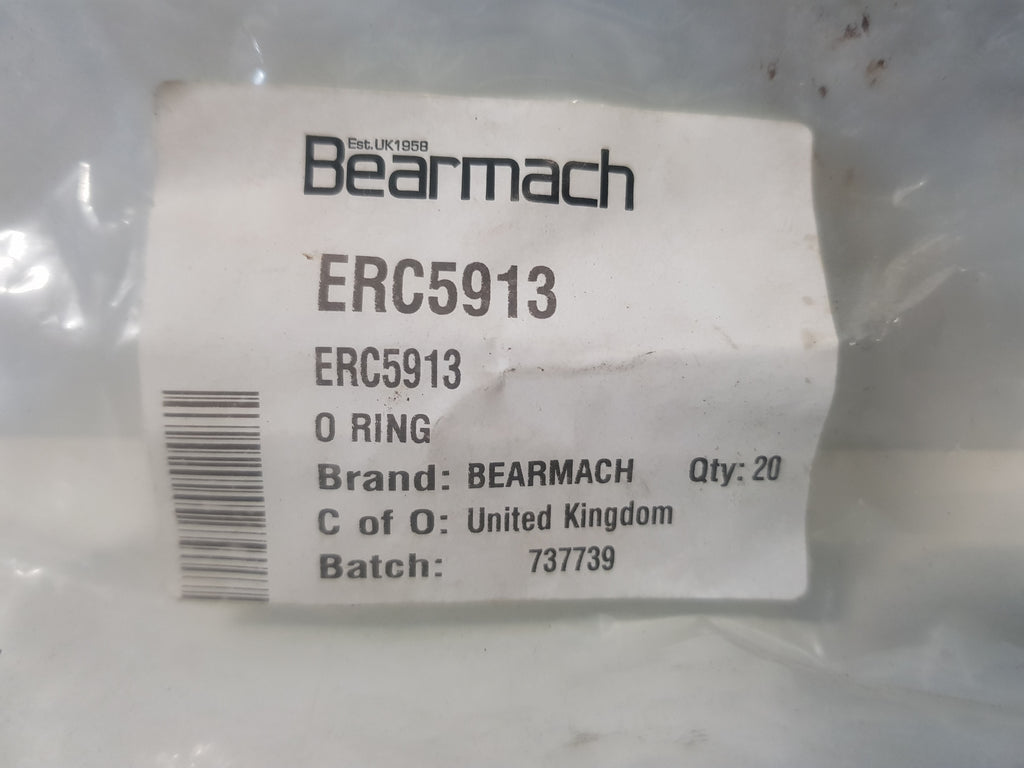 Est.UK1958
Bearmach
ERC5913
ERC5913
O RING
Brand: BEARMACH Qty: 20
C of O: United Kingdom
Batch: 737739